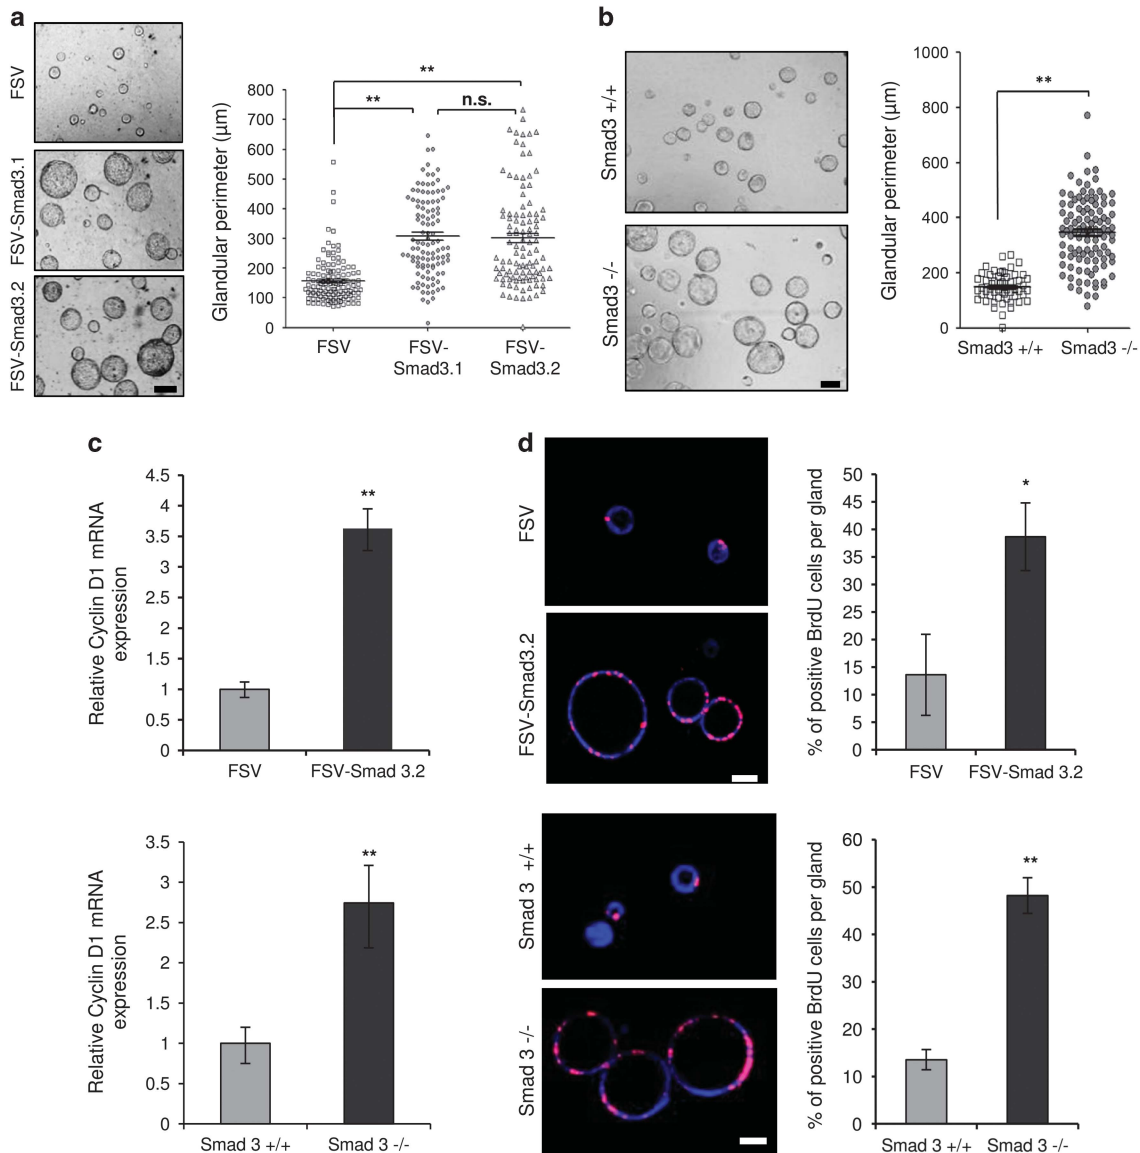 a
FSV
FSV-Smad3.1
FSV-Smad3.2
Glandular perimeter (µm)
800
700
600
500
400
300
200
100
0
**
**
n.s.
FSV
FSV-Smad3.1
FSV-Smad3.2
b
Smad3 +/+
Smad3 -/-
Glandular perimeter (µm)
1000
800
600
400
200
0
**
Smad3 +/+
Smad3 -/-
c
Relative Cyclin D1 mRNA
expression
4.5
4
3.5
3
2.5
2
1.5
1
0.5
0
**
FSV
FSV-Smad 3.2
Relative Cyclin D1 mRNA
expression
3.5
3
2.5
2
1.5
1
0.5
0
**
Smad 3 +/+
Smad 3 -/-
d
FSV
FSV-Smad3.2
% of positive BrdU cells per gland
50
45
40
35
30
25
20
15
10
5
0
*
FSV
FSV-Smad 3.2
Smad 3 +/+
Smad 3 -/-
% of positive BrdU cells per gland
60
50
40
30
20
10
0
**
Smad 3 +/+
Smad 3 -/-